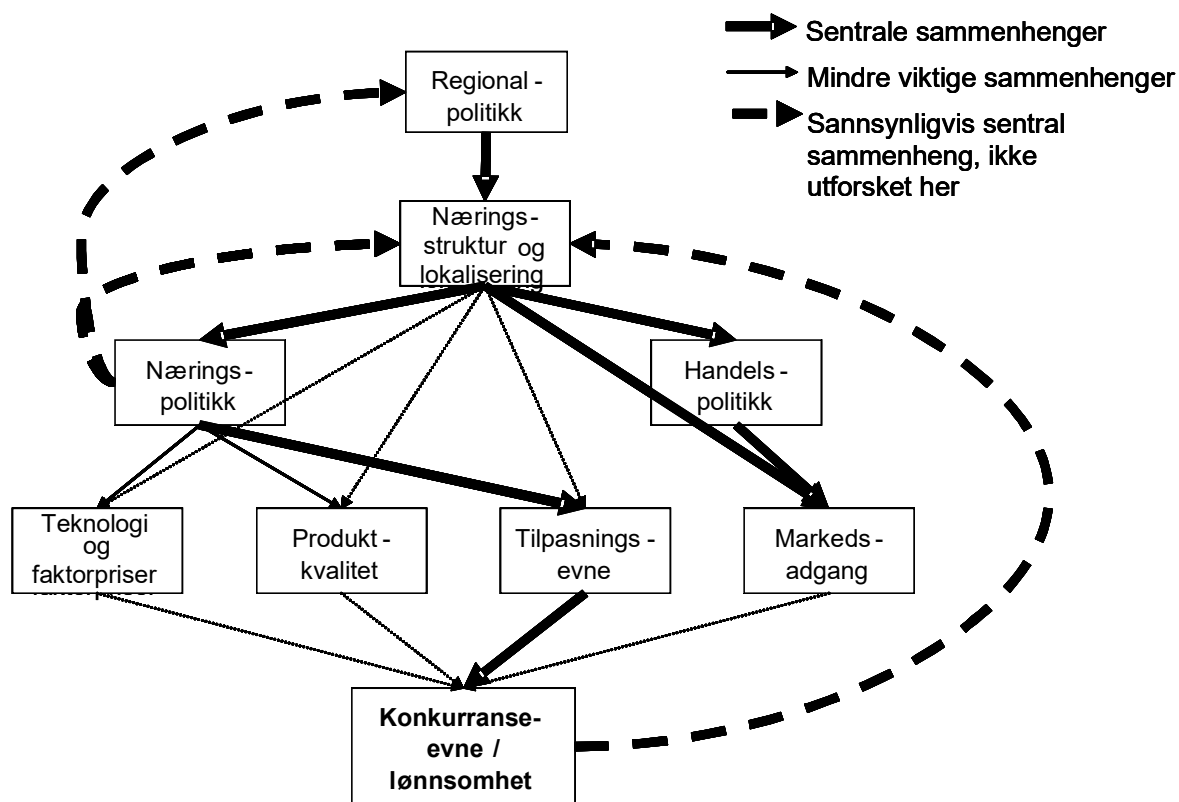 Sentrale sammenhenger
Mindre viktige sammenhenger
Sannsynligvis sentral
sammenheng, ikke
utforsket her
Regional -
politikk
Nærings-
struktur og
lokalisering
Nærings-
politikk
Handels-
politikk
Teknologi
og
faktorpriser
Produkt-
kvalitet
Tilpasnings -
evne
Markeds -
adgang
Konkurranse-
evne /
lønnsomhet